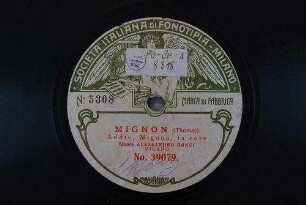 SOCIETÀ ITALIANA DI FONOTIPIA - MILANO
Nº 5308
MARCA DI FABBRICA
MIGNON (Thomas)
Addio, Mignon, fa core
Tenore ALESSANDRO BONCI
MILANO
No. 39079.